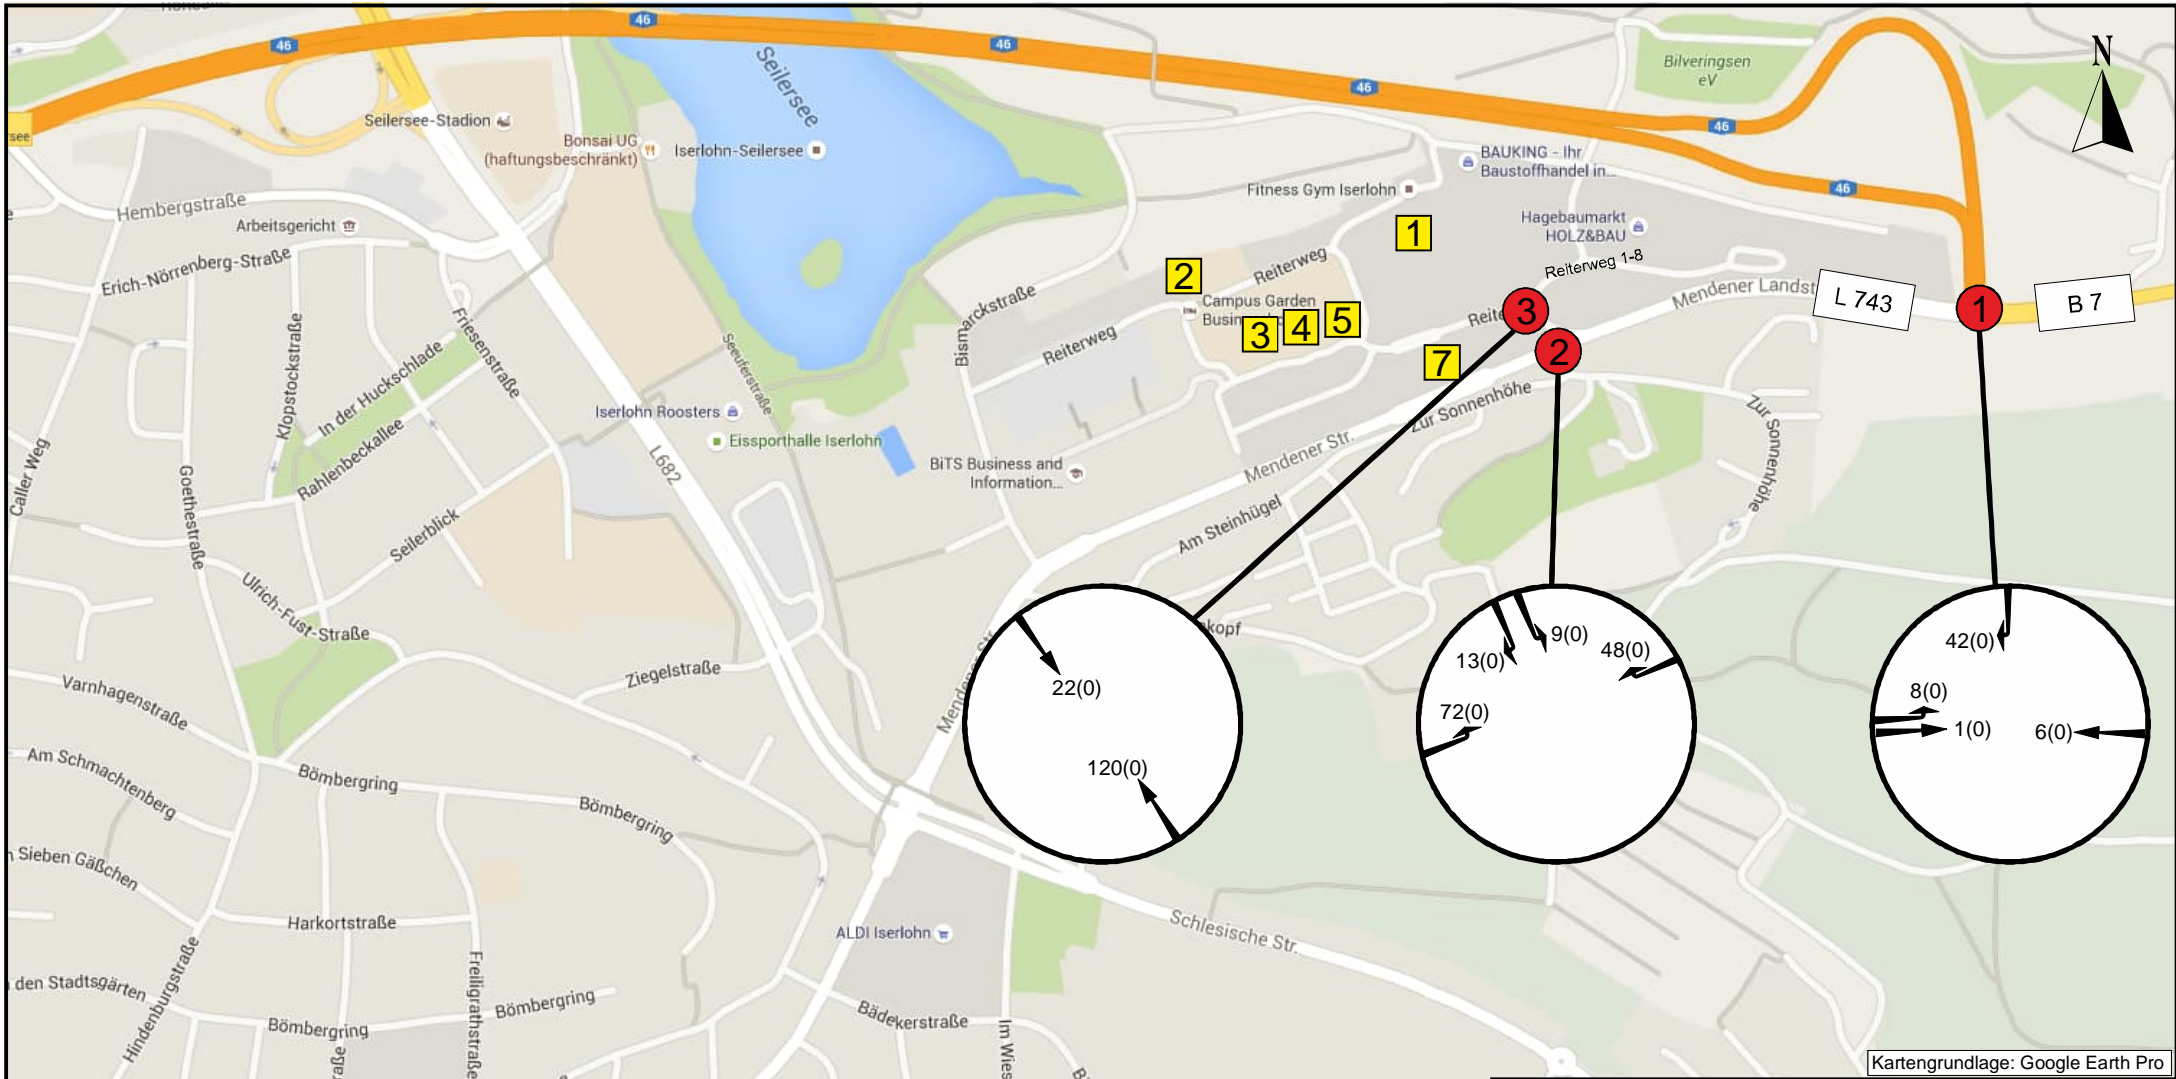 46
46
46
46
46
46
Seilersee
Bilveringsen
eV
N
see
Seilersee-Stadion
Bonsai UG
(haftungsbeschränkt)
Iserlohn-Seilersee
BAUKING - Ihr
Baustoffhandel in...
Fitness Gym Iserlohn
Hembergstraße
Arbeitsgericht
Hagebaumarkt
HOLZ&BAU
1
Erich-Nörrenberg-Straße
Reiterweg
Reiterweg 1-8
2
Campus Garden
Mendener Landst
L 743
1
B 7
3
4
5
3
2
7
Bismarckstraße
Reiterweg
Klopstockstraße
Friesenstraße
In der Huckschlade
Seeuferstraße
Iserlohn Roosters
Eissporthalle Iserlohn
Zur Sonnenhöhe
Zur Sonnenhöhe
Rahlenbeckallee
Caller Weg
Goethestraße
L682
Mendener Str.
BiTS Business and
Information...
Am Steinhügel
Seilerblick
Ulrich-Fust-Straße
kopf
Mendener Str.
Ziegelstraße
22(0)
120(0)
13(0)
9(0)
48(0)
72(0)
42(0)
8(0)
1(0)
6(0)
Varnhagenstraße
Am Schmachtenberg
Bömbergring
Bömbergring
Sieben Gäßchen
Harkortstraße
ALDI Iserlohn
Schlesische Str.
Hindenburgstraße
Freiligrathstraße
den Stadtsgärten
Bömbergring
Bömbergring
Bädekerstraße
Im Wies
raße
Kartengrundlage: Google Earth Pro